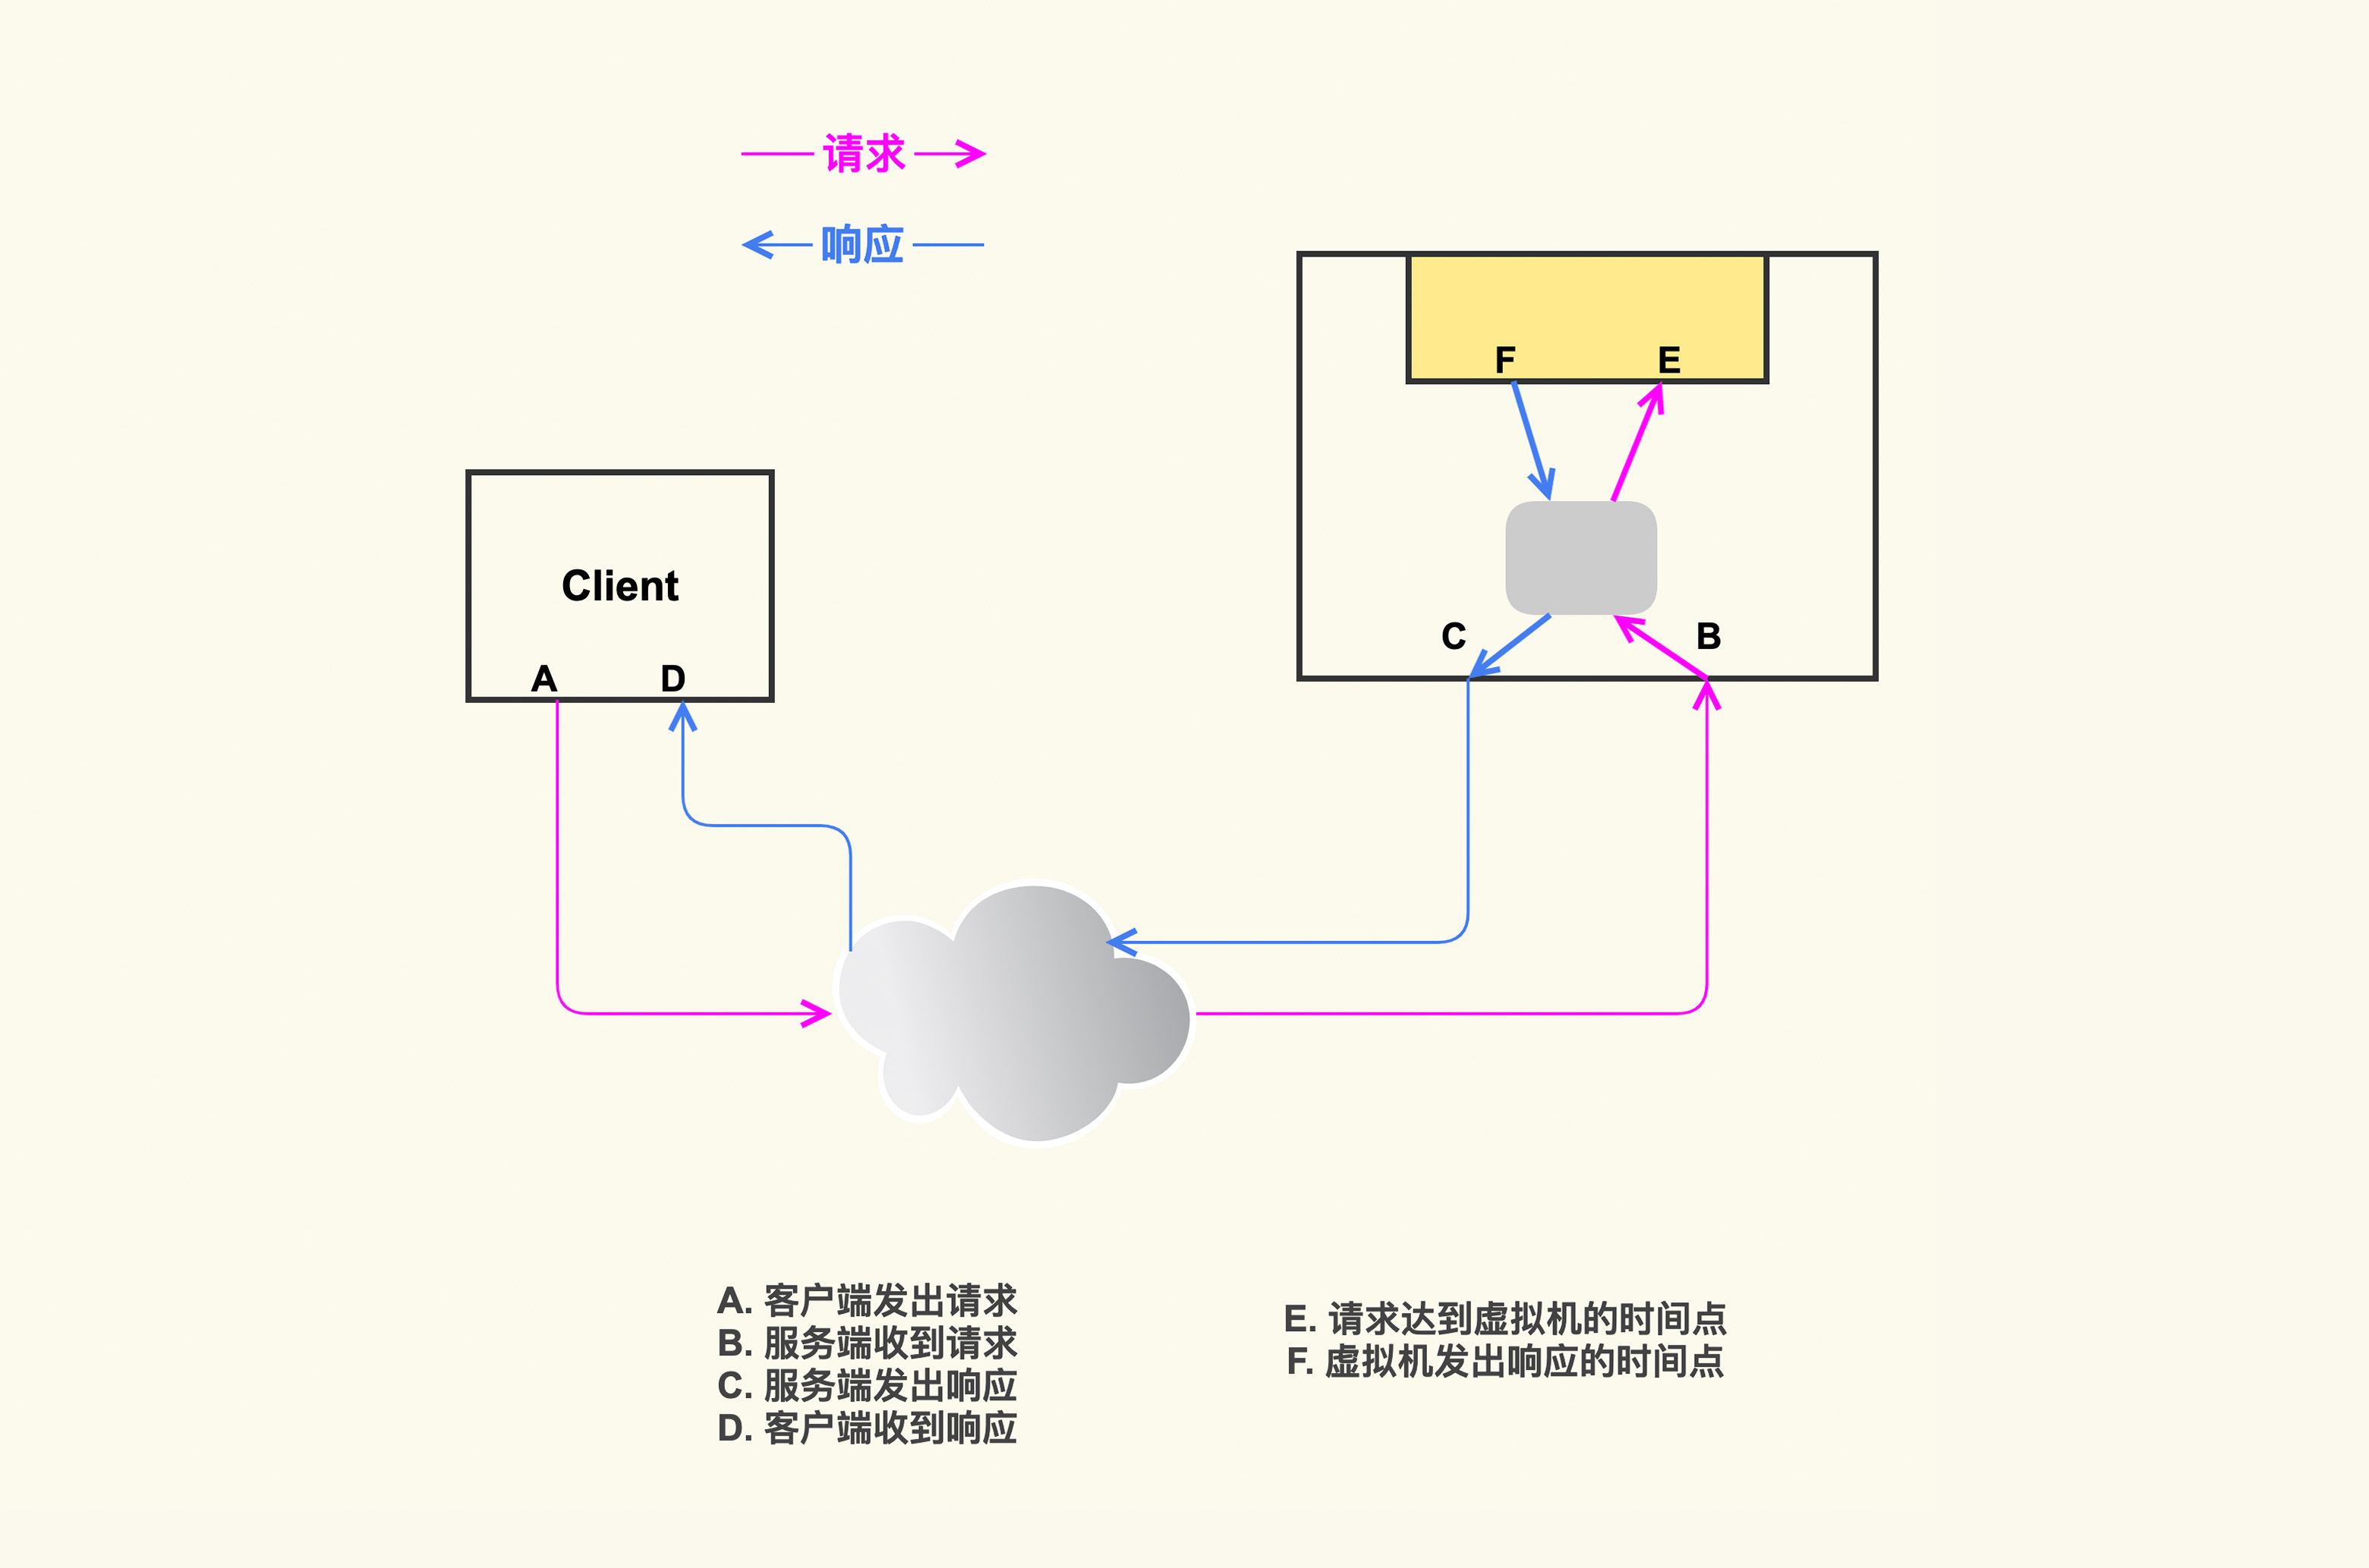 请求
响应
F
E
Client
A
D
C
B
A. 客户端发出请求
B. 服务端收到请求
C. 服务端发出响应
D. 客户端收到响应
E. 请求达到虚拟机的时间点
F. 虚拟机发出响应的时间点